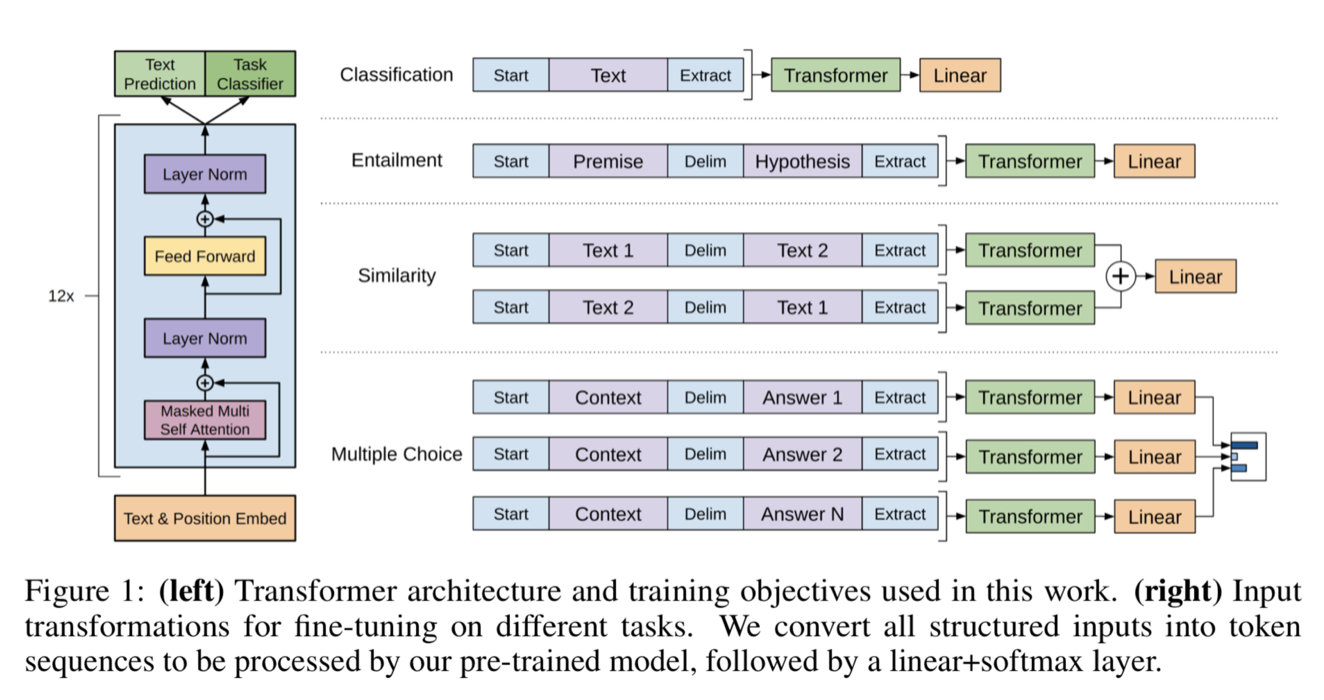 Text
Prediction
Task
Classifier
12x
Layer Norm
Feed Forward
Layer Norm
Masked Multi
Self Attention
Text & Position Embed
Classification
Start Text Extract Transformer Linear
Entailment
Start Premise Delim Hypothesis Extract Transformer Linear
Similarity
Start Text 1 Delim Text 2 Extract Transformer
Start Text 2 Delim Text 1 Extract Transformer
Linear
Multiple Choice
Start Context Delim Answer 1 Extract Transformer Linear
Start Context Delim Answer 2 Extract Transformer Linear
Start Context Delim Answer N Extract Transformer Linear
Figure 1: (left) Transformer architecture and training objectives used in this work. (right) Input
transformations for fine-tuning on different tasks. We convert all structured inputs into token
sequences to be processed by our pre-trained model, followed by a linear+softmax layer.